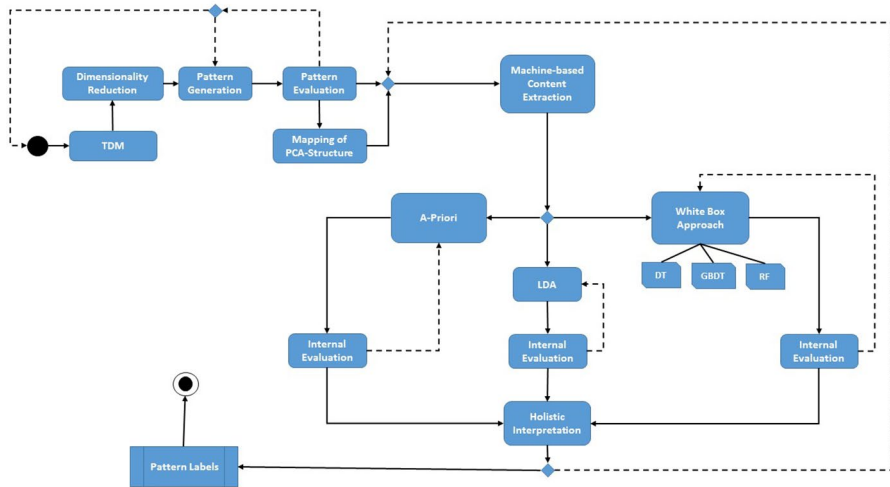 Dimensionality
Reduction
Pattern
Generation
Pattern
Evaluation
Machine-based
Content
Extraction
TDM
Mapping of
PCA-Structure
A-Priori
White Box
Approach
LDA
DT
GBDT
RF
Internal
Evaluation
Internal
Evaluation
Internal
Evaluation
Holistic
Interpretation
Pattern Labels